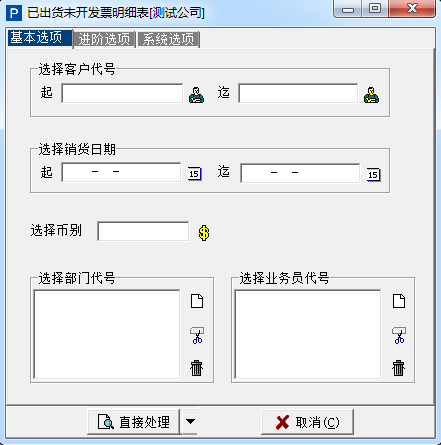 P 已出货未开发票明细表[测试公司]
基本选项 进阶选项 系统选项
选择客户代号
起 迄
选择销货日期
起 - - 15 迄 - - 15
选择币别 $
选择部门代号 选择业务员代号
直接处理 取消(C)